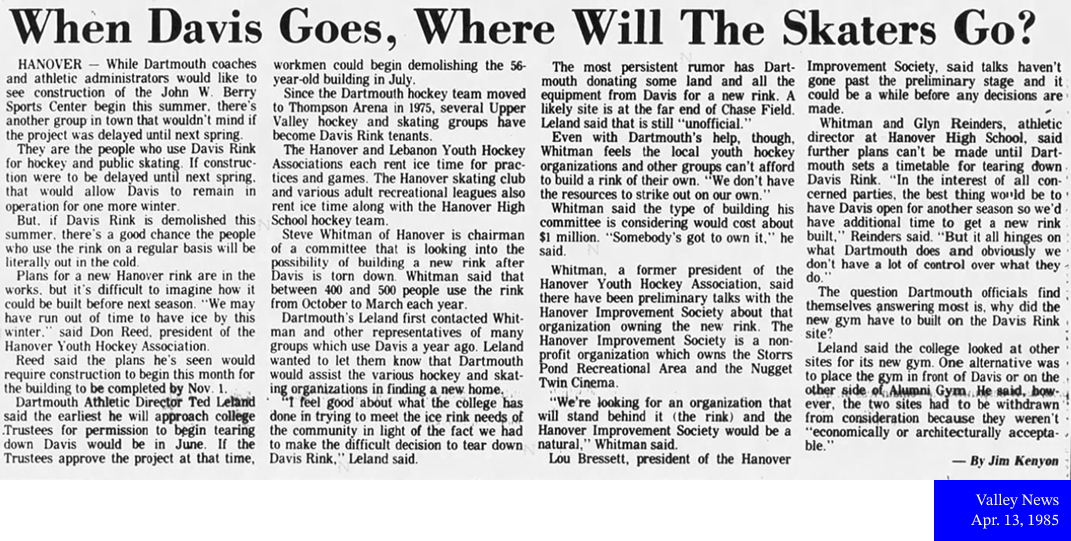 When Davis Goes, Where Will The Skaters Go?
HANOVER — While Dartmouth coaches
and athletic administrators would like to
see construction of the John W. Berry
Sports Center begin this summer, there's
another group in town that wouldn't mind if
the project was delayed until next spring.
They are the people who use Davis Rink
for hockey and public skating. If construc-
tion were to be delayed until next spring,
that would allow Davis to remain in
operation for one more winter.
But, if Davis Rink is demolished this
summer, there's a good chance the people
who use the rink on a regular basis will be
literally out in the cold.
Plans for a new Hanover rink are in the
works, but it's difficult to imagine how it
could be built before next season. "We may
have run out of time to have ice by this
winter," said Don Reed, president of the
Hanover Youth Hockey Association.
Reed said the plans he's seen would
require construction to begin this month for
the building to be completed by Nov. 1.
Dartmouth Athletic Director Ted Leland
said the earliest he will approach college
Trustees for permission to begin tearing
down Davis would be in June. If the
Trustees approve the project at that time,
workmen could begin demolishing the 56-
year-old building in July.
Since the Dartmouth hockey team moved
to Thompson Arena in 1975, several Upper
Valley hockey and skating groups have
become Davis Rink tenants.
The Hanover and Lebanon Youth Hockey
Associations each rent ice time for prac-
tices and games. The Hanover skating club
and various adult recreational leagues also
rent ice time along with the Hanover High
School hockey team.
Steve Whitman of Hanover is chairman
of a committee that is looking into the
possibility of building a new rink after
Davis is torn down. Whitman said that
between 400 and 500 people use the rink
from October to March each year.
Dartmouth's Leland first contacted Whit-
man and other representatives of many
groups which use Davis a year ago. Leland
wanted to let them know that Dartmouth
would assist the various hockey and skat-
ing organizations in finding a new home.
"I feel good about what the college has
done in trying to meet the ice rink needs of
the community in light of the fact we had
to make the difficult decision to tear down
Davis Rink," Leland said.
The most persistent rumor has Dart-
mouth donating some land and all the
equipment from Davis for a new rink. A
likely site is at the far end of Chase Field.
Leland said that is still "unofficial."
Even with Dartmouth's help, though,
Whitman feels the local youth hockey
organizations and other groups can't afford
to build a rink of their own. "We don't have
the resources to strike out on our own."
Whitman said the type of building his
committee is considering would cost about
$1 million. "Somebody's got to own it," he
said.
Whitman, a former president of the
Hanover Youth Hockey Association, said
there have been preliminary talks with the
Hanover Improvement Society about that
organization owning the new rink. The
Hanover Improvement Society is a non-
profit organization which owns the Storrs
Pond Recreational Area and the Nugget
Twin Cinema.
"We're looking for an organization that
will stand behind it (the rink) and the
Hanover Improvement Society would be a
natural," Whitman said.
Lou Bressett, president of the Hanover
Improvement Society, said talks haven't
gone past the preliminary stage and it
could be a while before any decisions are
made.
Whitman and Glyn Reinders, athletic
director at Hanover High School, said
further plans can't be made until Dart-
mouth sets a timetable for tearing down
Davis Rink. "In the interest of all con-
cerned parties, the best thing would be to
have Davis open for another season so we'd
have additional time to get a new rink
built," Reinders said. "But it all hinges on
what Dartmouth does and obviously we
don't have a lot of control over what they
do."
The question Dartmouth officials find
themselves answering most is, why did the
new gym have to built on the Davis Rink
site?
Leland said the college looked at other
sites for its new gym. One alternative was
to place the gym in front of Davis or on the
other side of Alumni Gym. He said, how-
ever, the two sites had to be withdrawn
from consideration because they weren't
"economically or architecturally accepta-
ble."
— By Jim Kenyon
Valley News
Apr. 13, 1985